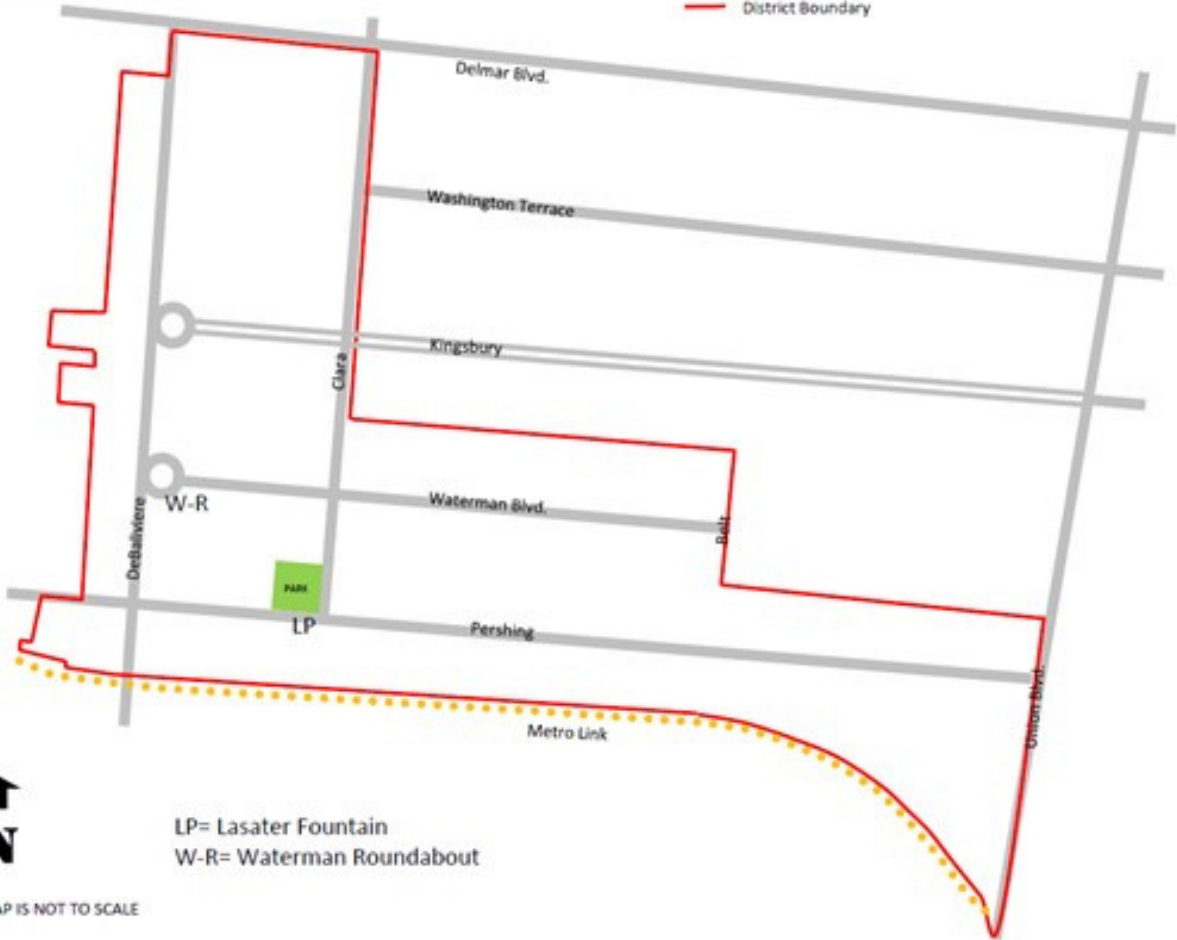 District Boundary
Delmar Blvd.
Washington Terrace
Kingsbury
Clara
Waterman Blvd.
W-R
DeBaliviere
Belt
PARK
LP
Pershing
Union Blvd.
Metro Link
N
LP= Lasater Fountain
W-R= Waterman Roundabout
AP IS NOT TO SCALE